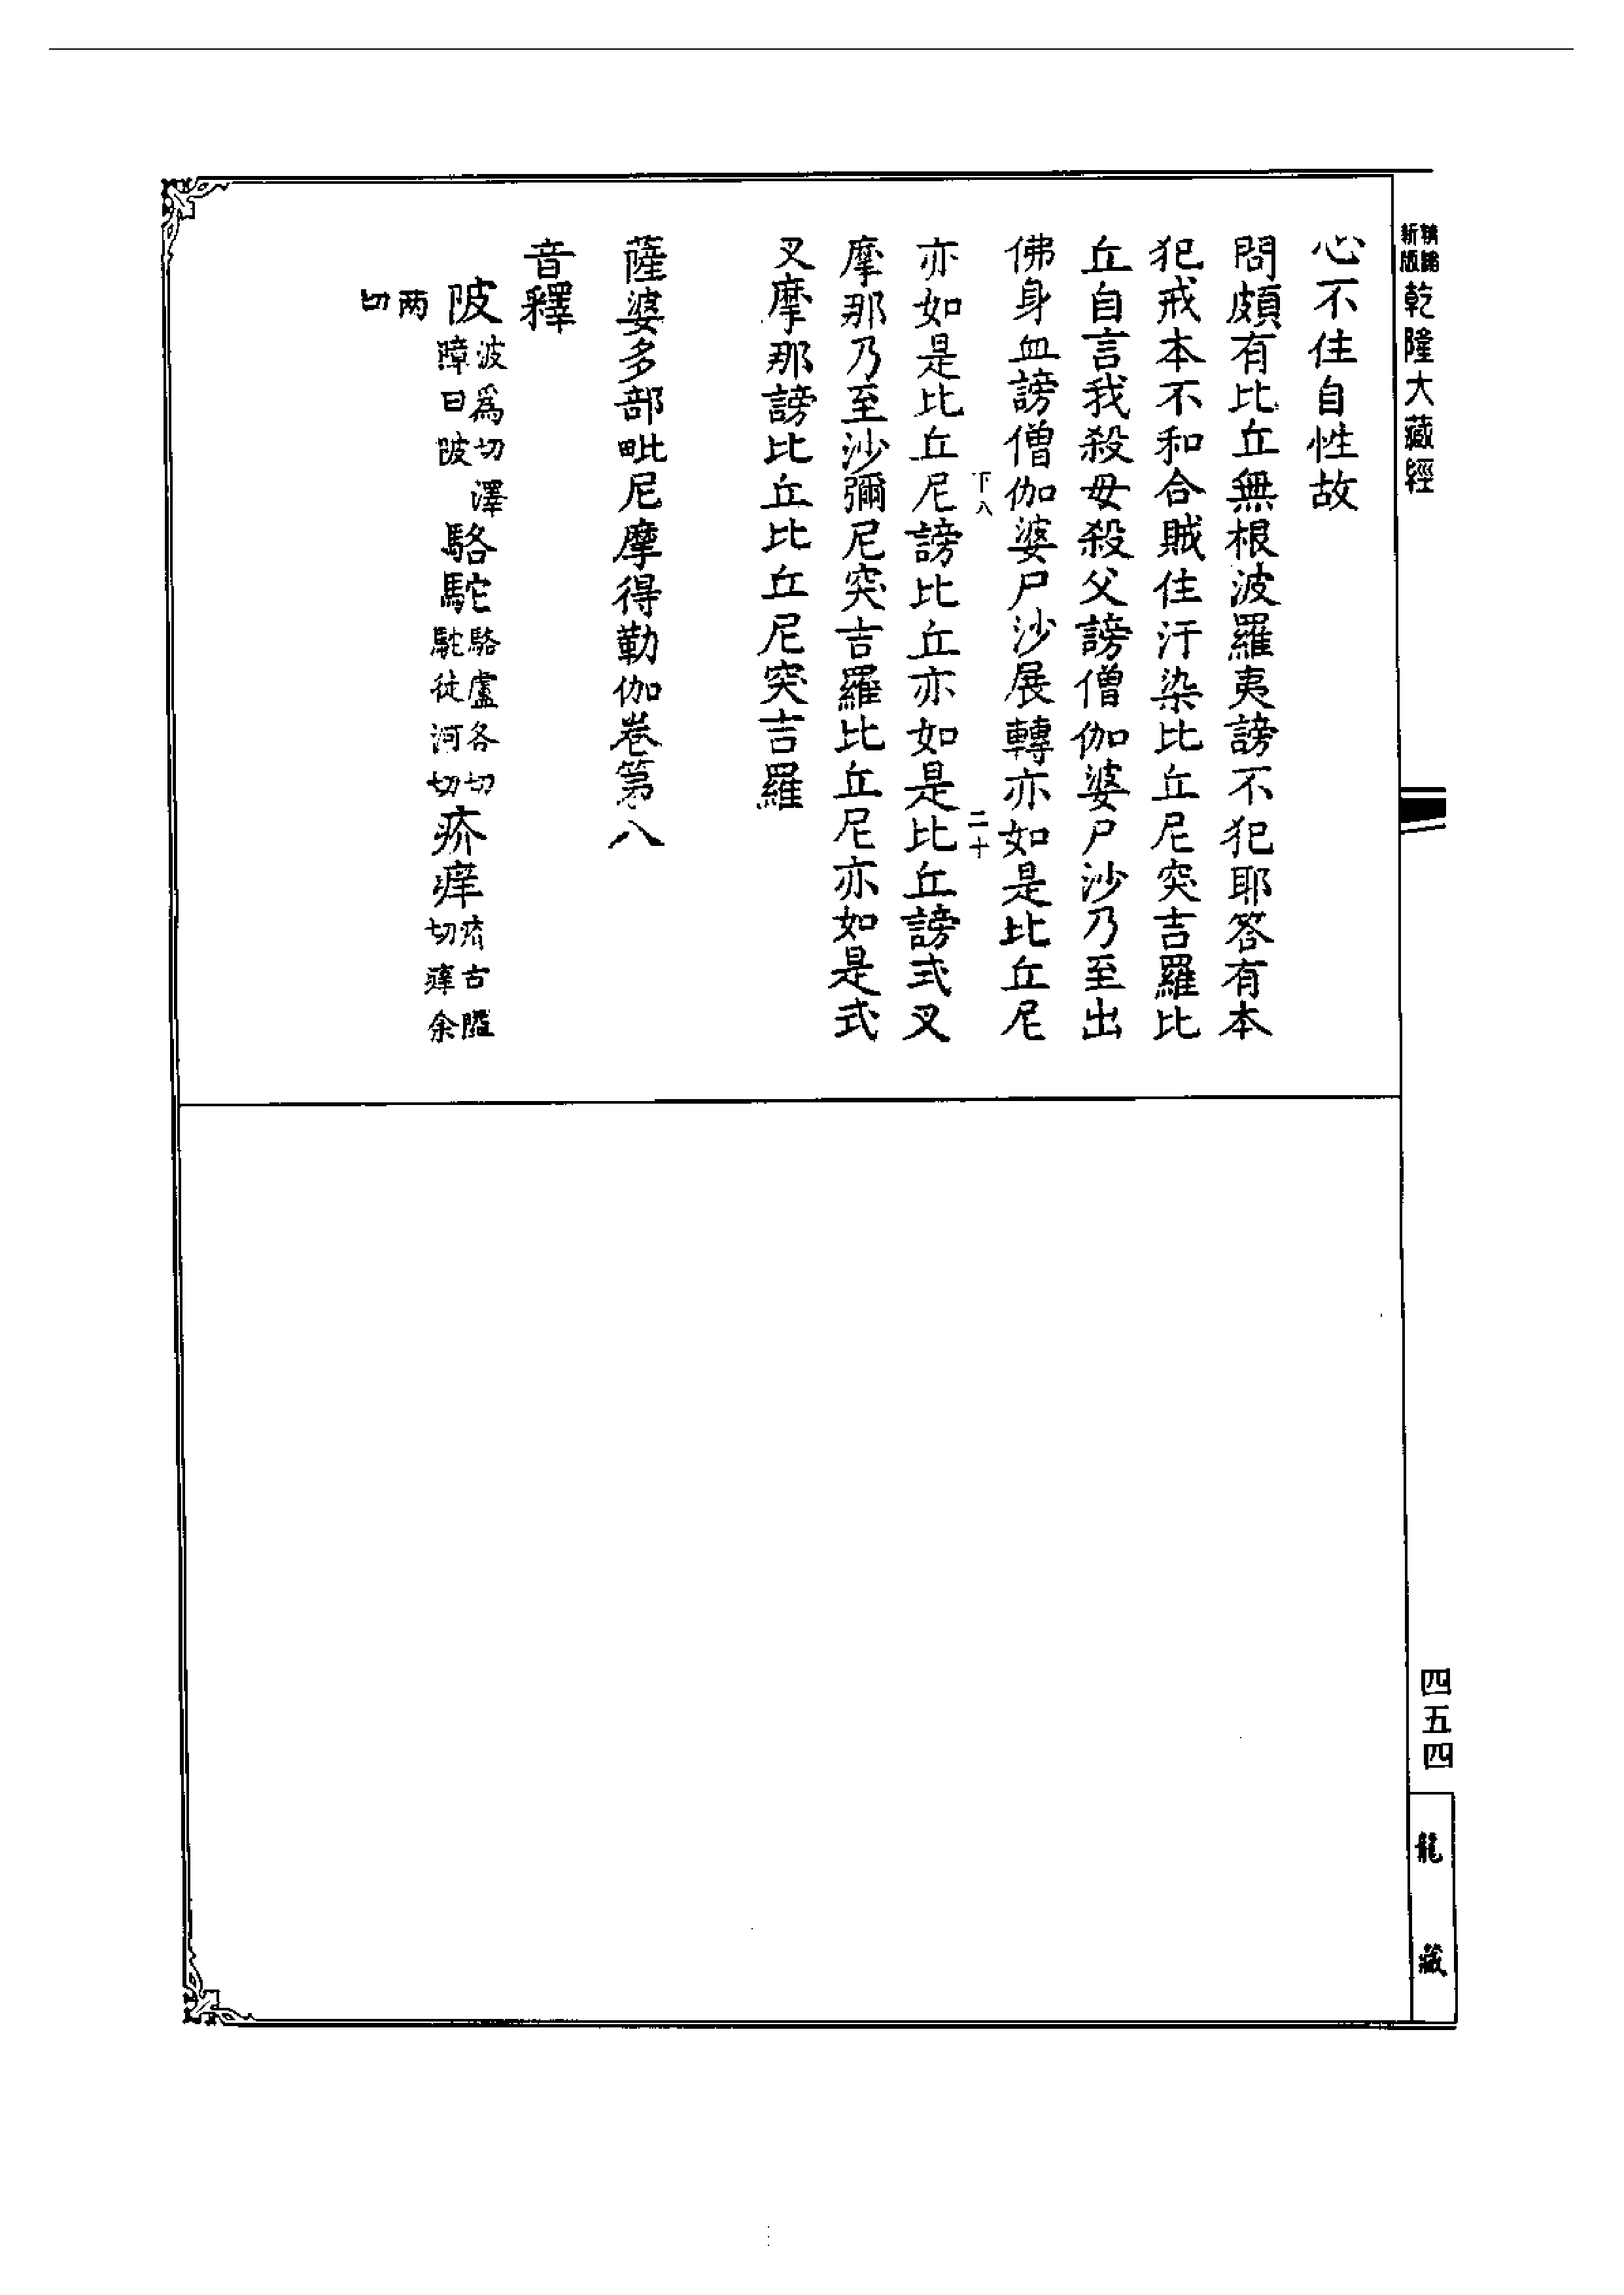 新版
乾隆大藏經
心不住自性故
問頗有比丘無根波羅夷謗不犯耶答有本
犯戒本不和合賊住汙染比丘尼突吉羅比
丘自言我殺母殺父謗僧伽婆尸沙乃至出
佛身血謗僧伽婆尸沙展轉亦如是比丘尼
下八 二十
亦如是比丘尼謗比丘亦如是比丘謗式叉
摩那乃至沙彌尼突吉羅比丘尼亦如是式
叉摩那謗比丘比丘尼突吉羅
薩婆多部毗尼摩得勒伽卷第八
音釋
陂 波為切澤障曰陂 駱駝 駱盧各切駝徒河切 疥痒 疥古隘切痒余
兩切
四五四
龍藏